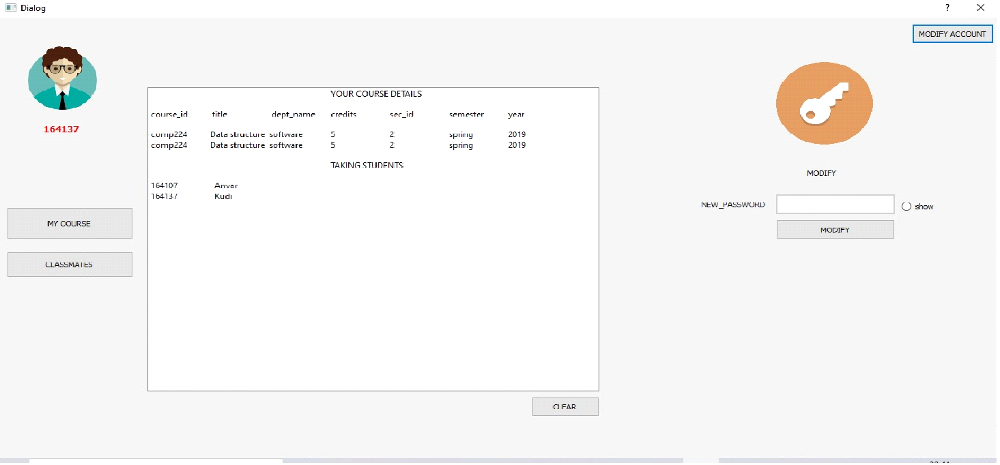 Dialog
?
MODIFY ACCOUNT
164137
YOUR COURSE DETAILS
course_id title dept_name credits sec_id semester year
comp224 Data structure software 5 2 spring 2019
comp224 Data structure software 5 2 spring 2019
TAKING STUDENTS
164107 Anvar
164137 Kudr
MY COURSE
CLASSMATES
CLEAR
MODIFY
NEW_PASSWORD
show
MODIFY